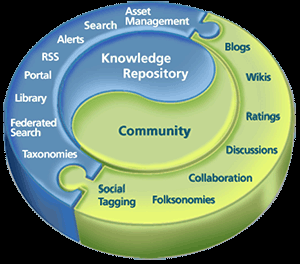 Asset
Management
Search
Alerts
RSS
Portal
Library
Federated
Search
Taxonomies
Knowledge
Repository
Community
Blogs
Wikis
Ratings
Discussions
Collaboration
Folksonomies
Social
Tagging